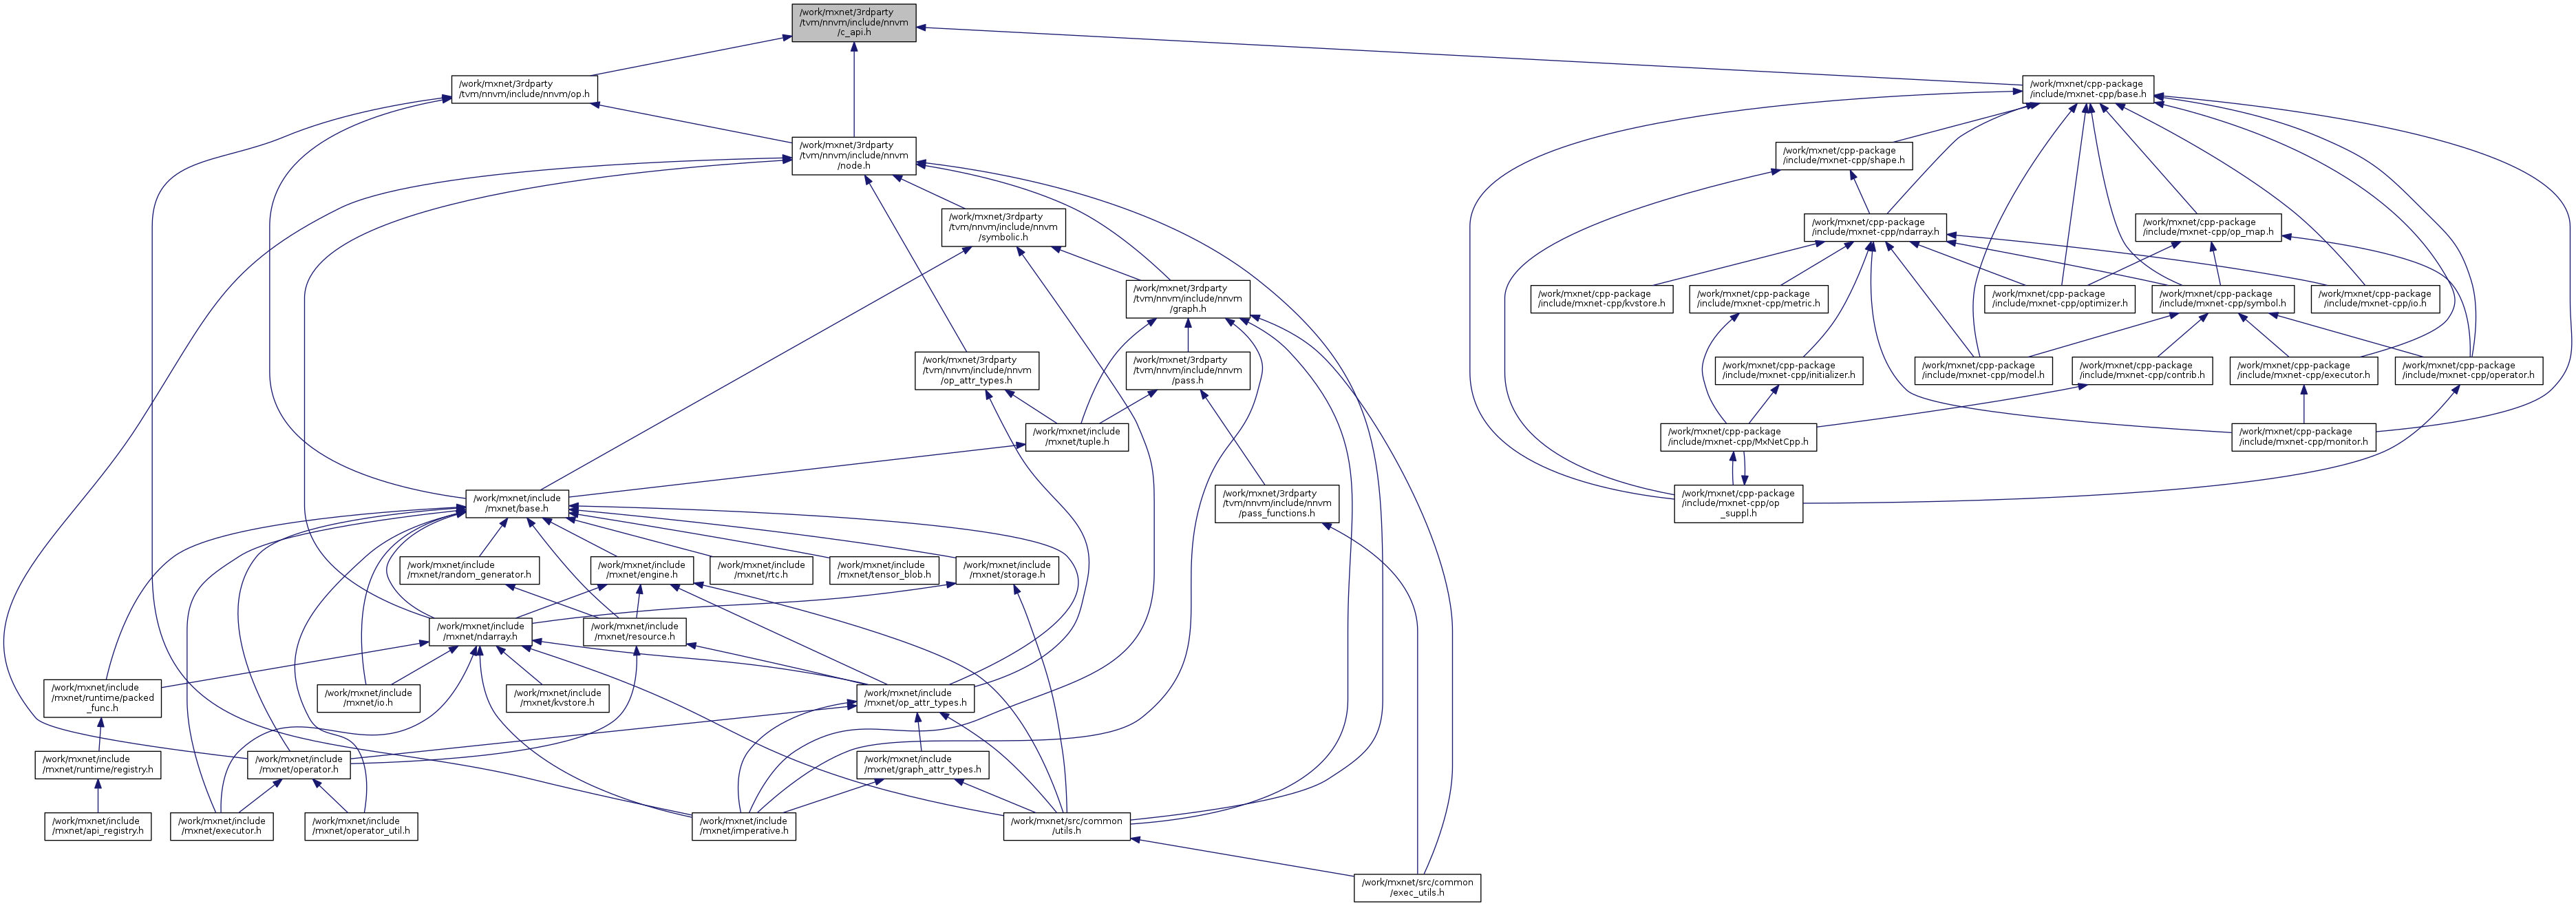 /work/mxnet/3rdparty
/tvm/nnvm/include/nnvm
/c_api.h
/work/mxnet/3rdparty
/tvm/nnvm/include/nnvm/op.h
/work/mxnet/cpp-package
/include/mxnet-cpp/base.h
/work/mxnet/3rdparty
/tvm/nnvm/include/nnvm
/node.h
/work/mxnet/cpp-package
/include/mxnet-cpp/shape.h
/work/mxnet/3rdparty
/tvm/nnvm/include/nnvm
/symbolic.h
/work/mxnet/cpp-package
/include/mxnet-cpp/ndarray.h
/work/mxnet/cpp-package
/include/mxnet-cpp/op_map.h
/work/mxnet/3rdparty
/tvm/nnvm/include/nnvm
/graph.h
/work/mxnet/cpp-package
/include/mxnet-cpp/kvstore.h
/work/mxnet/cpp-package
/include/mxnet-cpp/metric.h
/work/mxnet/cpp-package
/include/mxnet-cpp/optimizer.h
/work/mxnet/cpp-package
/include/mxnet-cpp/symbol.h
/work/mxnet/cpp-package
/include/mxnet-cpp/io.h
/work/mxnet/3rdparty
/tvm/nnvm/include/nnvm
/op_attr_types.h
/work/mxnet/3rdparty
/tvm/nnvm/include/nnvm
/pass.h
/work/mxnet/cpp-package
/include/mxnet-cpp/initializer.h
/work/mxnet/cpp-package
/include/mxnet-cpp/model.h
/work/mxnet/cpp-package
/include/mxnet-cpp/contrib.h
/work/mxnet/cpp-package
/include/mxnet-cpp/executor.h
/work/mxnet/cpp-package
/include/mxnet-cpp/operator.h
/work/mxnet/include
/mxnet/tuple.h
/work/mxnet/cpp-package
/include/mxnet-cpp/MxNetCpp.h
/work/mxnet/cpp-package
/include/mxnet-cpp/monitor.h
/work/mxnet/include
/mxnet/base.h
/work/mxnet/3rdparty
/tvm/nnvm/include/nnvm
/pass_functions.h
/work/mxnet/cpp-package
/include/mxnet-cpp/op
_suppl.h
/work/mxnet/include
/mxnet/random_generator.h
/work/mxnet/include
/mxnet/engine.h
/work/mxnet/include
/mxnet/rtc.h
/work/mxnet/include
/mxnet/tensor_blob.h
/work/mxnet/include
/mxnet/storage.h
/work/mxnet/include
/mxnet/ndarray.h
/work/mxnet/include
/mxnet/resource.h
/work/mxnet/include
/mxnet/runtime/packed
_func.h
/work/mxnet/include
/mxnet/io.h
/work/mxnet/include
/mxnet/kvstore.h
/work/mxnet/include
/mxnet/op_attr_types.h
/work/mxnet/include
/mxnet/runtime/registry.h
/work/mxnet/include
/mxnet/operator.h
/work/mxnet/include
/mxnet/graph_attr_types.h
/work/mxnet/include
/mxnet/api_registry.h
/work/mxnet/include
/mxnet/executor.h
/work/mxnet/include
/mxnet/operator_util.h
/work/mxnet/include
/mxnet/imperative.h
/work/mxnet/src/common
/utils.h
/work/mxnet/src/common
/exec_utils.h